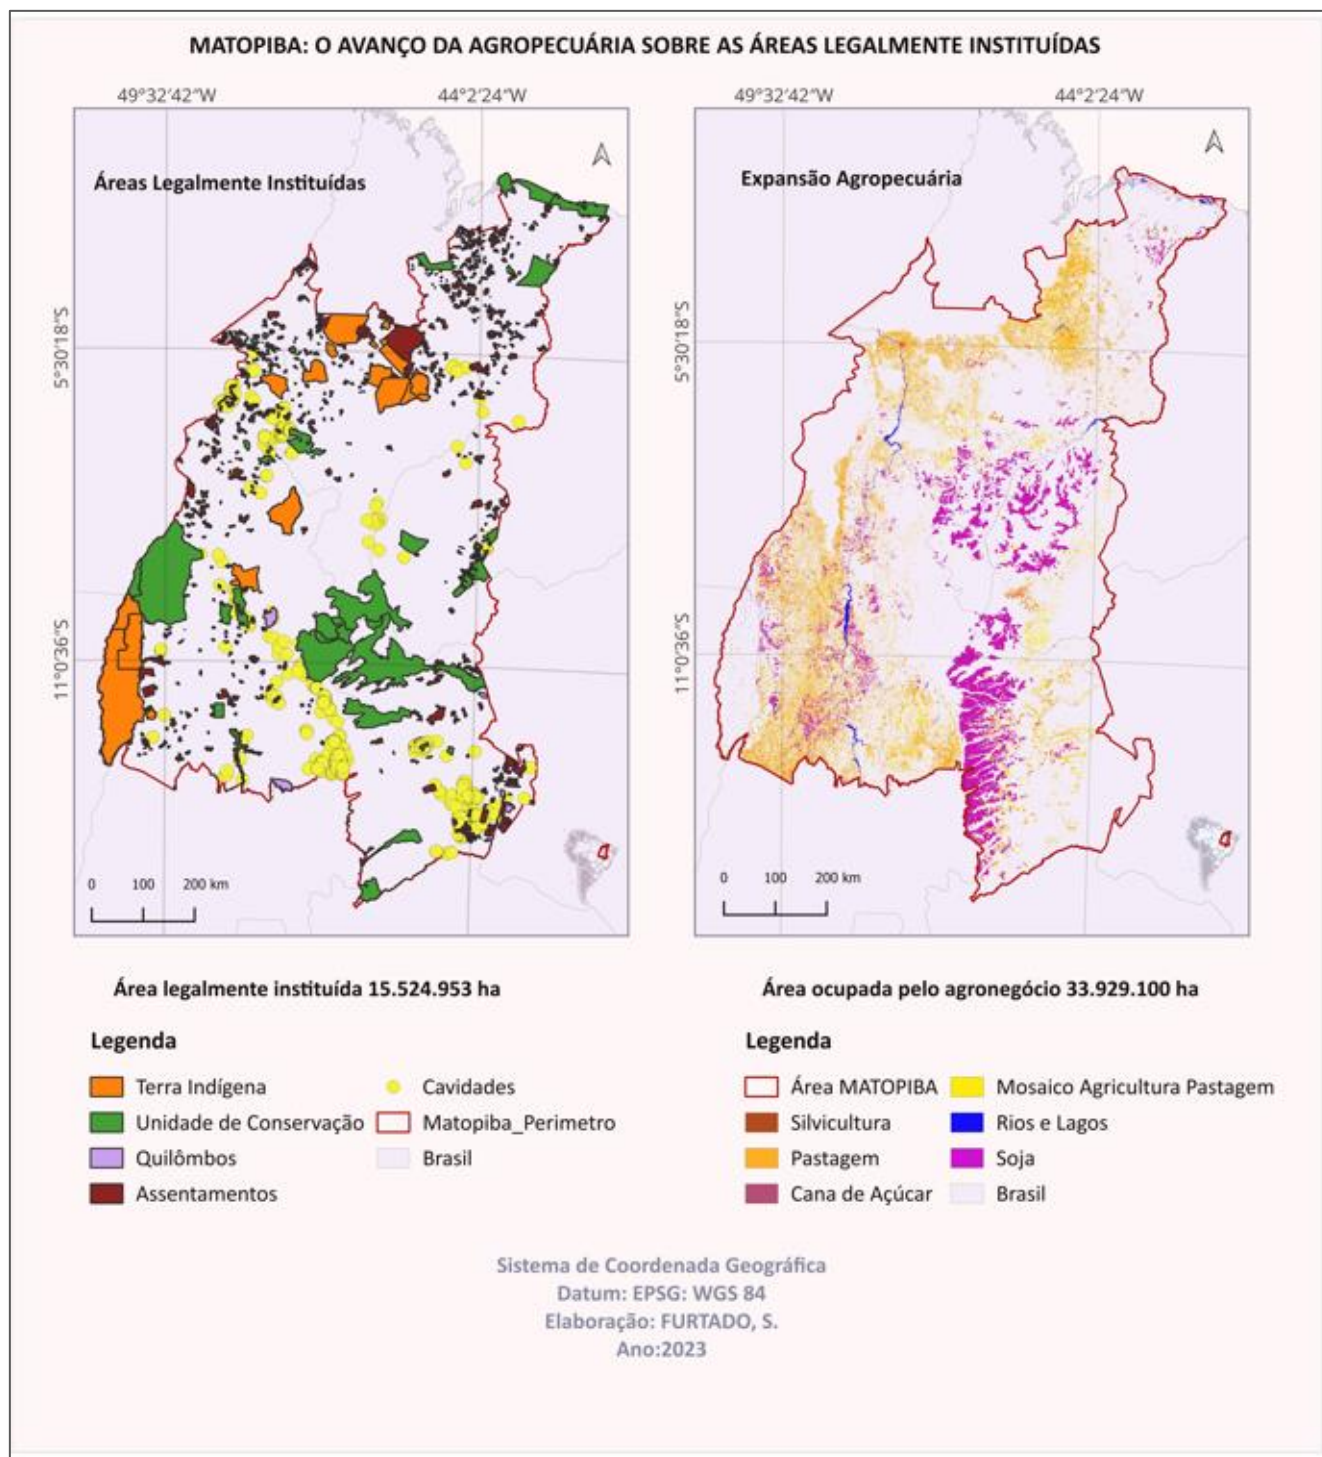 MATOPIBA: O AVANÇO DA AGROPECUÁRIA SOBRE AS ÁREAS LEGALMENTE INSTITUÍDAS
49°32′42″W 44°2′24″W
Áreas Legalmente Instituídas
5°30′18″S
11°0′36″S
0 100 200 km
49°32′42″W 44°2′24″W
Expansão Agropecuária
5°30′18″S
11°0′36″S
0 100 200 km
Área legalmente instituída 15.524.953 ha
Legenda
Terra Indígena
Unidade de Conservação
Quilômbos
Assentamentos
Cavidades
Matopiba_Perimetro
Brasil
Área ocupada pelo agronegócio 33.929.100 ha
Legenda
Área MATOPIBA
Silvicultura
Pastagem
Cana de Açúcar
Mosaico Agricultura Pastagem
Rios e Lagos
Soja
Brasil
Sistema de Coordenada Geográfica
Datum: EPSG: WGS 84
Elaboração: FURTADO, S.
Ano:2023